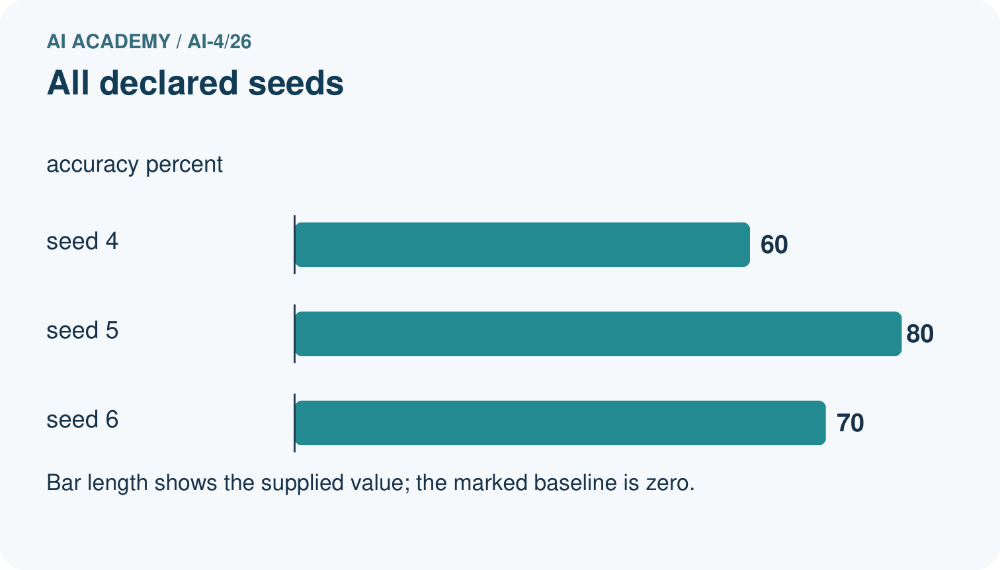 AI ACADEMY / AI-4/26
All declared seeds
accuracy percent
seed 4 60
seed 5 80
seed 6 70
Bar length shows the supplied value; the marked baseline is zero.